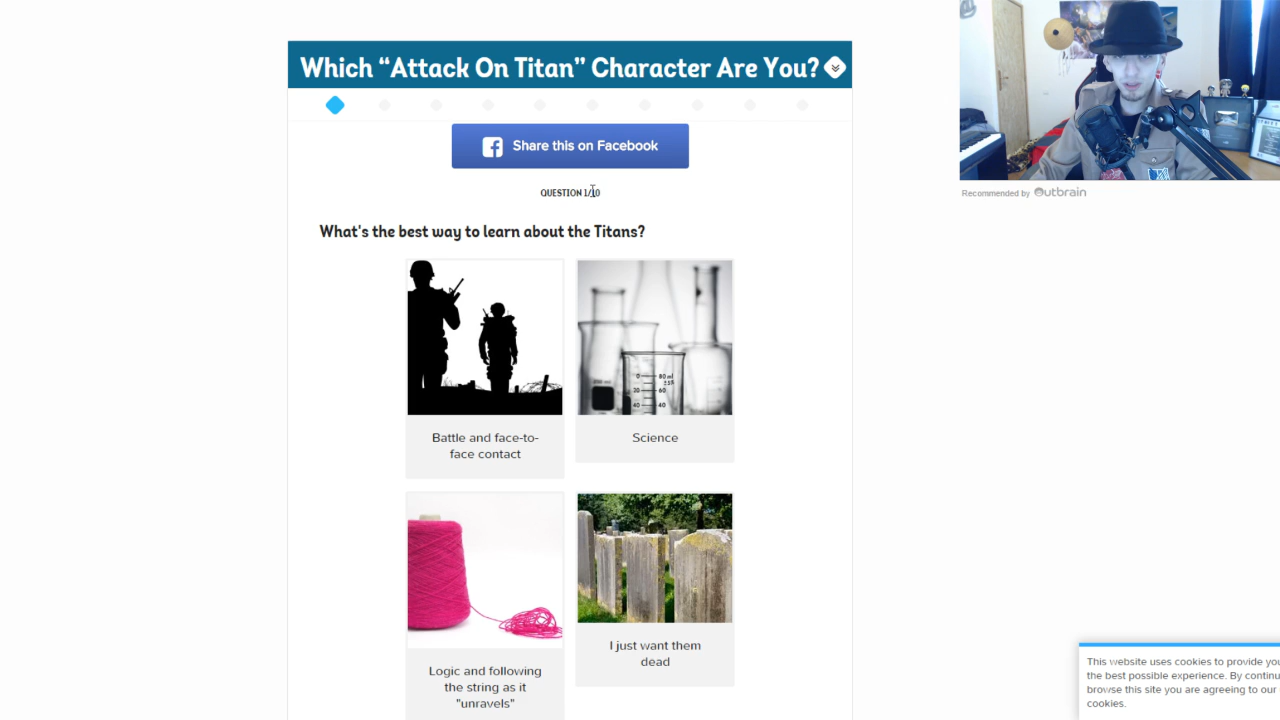 Which “Attack On Titan” Character Are You?
Share this on Facebook
QUESTION 1/10
What's the best way to learn about the Titans?
Battle and face-to-
face contact
Science
Logic and following
the string as it
"unravels"
I just want them
dead
Recommended by Outbrain
This website uses cookies to provide you
the best possible experience. By continu
browse this site you are agreeing to our
cookies.